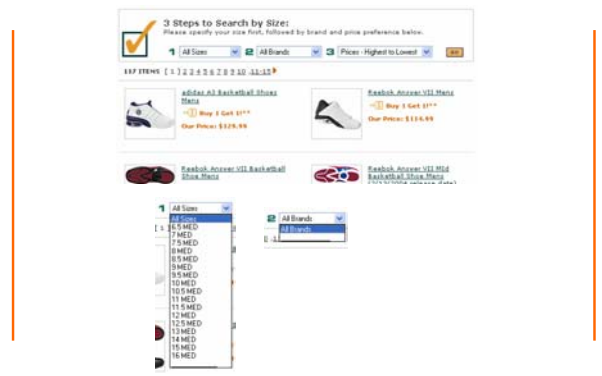 3 Steps to Search by Size:
Please specify your size first, followed by brand and price preference below.
1 All Sizes 2 All Brands 3 Prices - Highest to Lowest
117 ITEMS [ 1 ] 2 3 4 5 6 7 8 9 10 .11-15
adidas A3 Basketball Shoes
Mens
Buy 1 Get 1!**
Our Price: $129.99
Reebok Answer VII Mens
Buy 1 Get 1!**
Our Price: $114.99
Reebok Answer VII Basketball
Shoe Mens
Reebok Answer VII Mid
Basketball Shoe Mens
1 All Sizes
All Sizes
6.5 MED
7 MED
7.5 MED
8 MED
8.5 MED
9 MED
9.5 MED
10 MED
10.5 MED
11 MED
11.5 MED
12 MED
12.5 MED
13 MED
14 MED
15 MED
16 MED
2 All Brands
All Brands